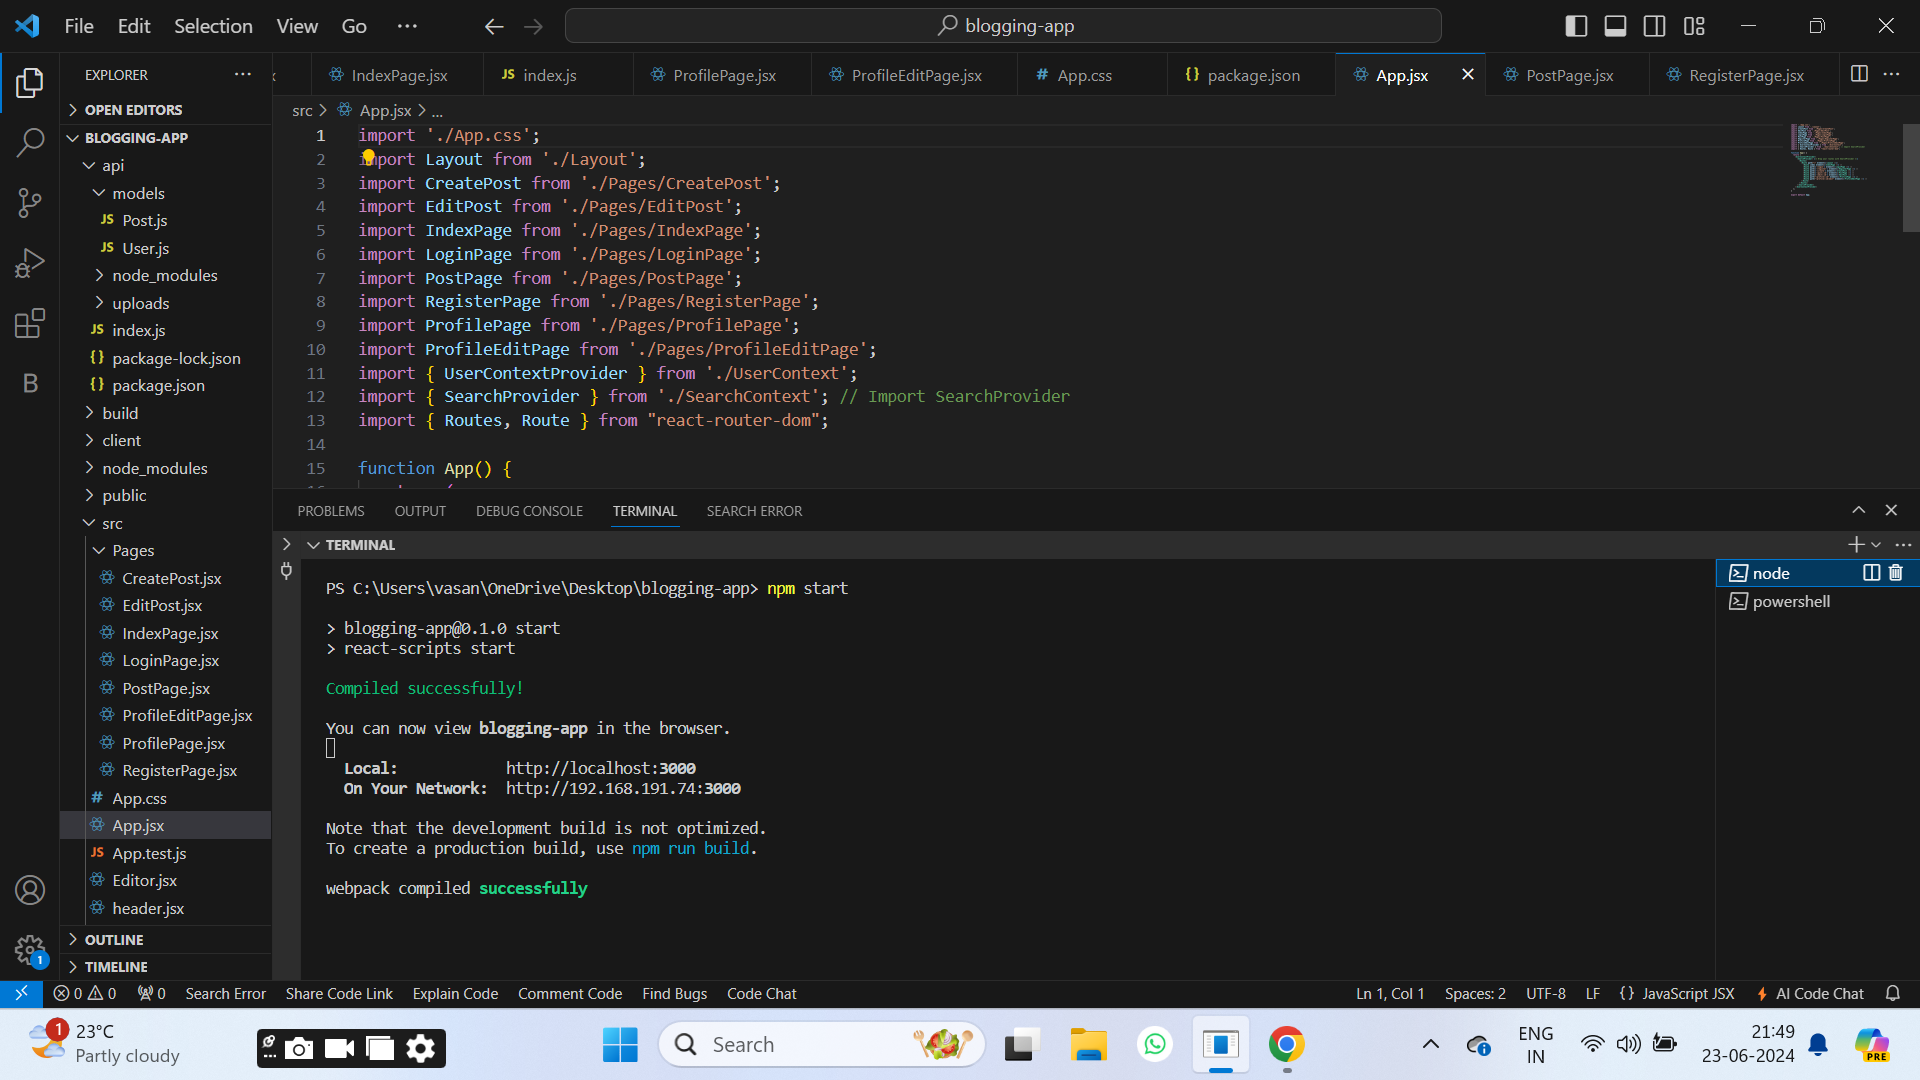 File Edit Selection View Go ···
blogging-app
EXPLORER ···
IndexPage.jsx
JS index.js
ProfilePage.jsx
ProfileEditPage.jsx
# App.css
{} package.json
App.jsx
PostPage.jsx
RegisterPage.jsx
OPEN EDITORS
BLOGGING-APP
api
models
JS Post.js
JS User.js
node_modules
uploads
JS index.js
{} package-lock.json
{} package.json
build
client
node_modules
public
src
Pages
CreatePost.jsx
EditPost.jsx
IndexPage.jsx
LoginPage.jsx
PostPage.jsx
ProfileEditPage.jsx
ProfilePage.jsx
RegisterPage.jsx
# App.css
App.jsx
JS App.test.js
Editor.jsx
header.jsx
OUTLINE
TIMELINE
B
1
src > App.jsx > ...
1 import './App.css';
2 import Layout from './Layout';
3 import CreatePost from './Pages/CreatePost';
4 import EditPost from './Pages/EditPost';
5 import IndexPage from './Pages/IndexPage';
6 import LoginPage from './Pages/LoginPage';
7 import PostPage from './Pages/PostPage';
8 import RegisterPage from './Pages/RegisterPage';
9 import ProfilePage from './Pages/ProfilePage';
10 import ProfileEditPage from './Pages/ProfileEditPage';
11 import { UserContextProvider } from './UserContext';
12 import { SearchProvider } from './SearchContext'; // Import SearchProvider
13 import { Routes, Route } from "react-router-dom";
14
15 function App() {
PROBLEMS OUTPUT DEBUG CONSOLE TERMINAL SEARCH ERROR
TERMINAL
node
powershell
PS C:\Users\vasan\OneDrive\Desktop\blogging-app> npm start
> blogging-app@0.1.0 start
> react-scripts start
Compiled successfully!
You can now view blogging-app in the browser.
Local: http://localhost:3000
On Your Network: http://192.168.191.74:3000
Note that the development build is not optimized.
To create a production build, use npm run build.
webpack compiled successfully
0 0 0 Search Error Share Code Link Explain Code Comment Code Find Bugs Code Chat
Ln 1, Col 1 Spaces: 2 UTF-8 LF {} JavaScript JSX AI Code Chat
1
23°C
Partly cloudy
Search
ENG
IN
21:49
23-06-2024
PRE